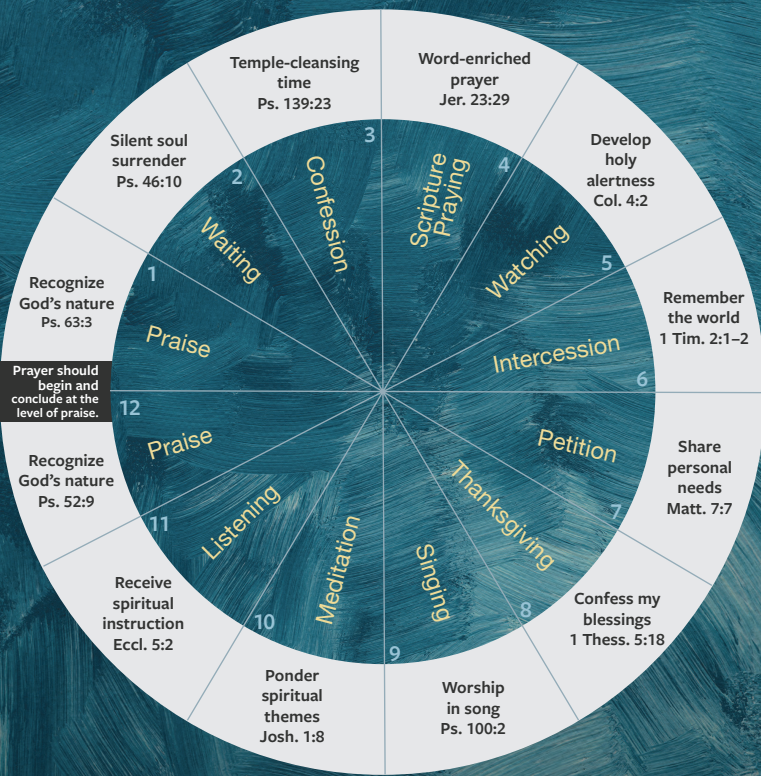 Prayer should
begin and
conclude at the
level of praise.
1
Praise
Recognize
God's nature
Ps. 63:3
2
Waiting
Silent soul
surrender
Ps. 46:10
3
Confession
Temple-cleansing
time
Ps. 139:23
4
Scripture
Praying
Word-enriched
prayer
Jer. 23:29
5
Watching
Develop
holy
alertness
Col. 4:2
6
Intercession
Remember
the world
1 Tim. 2:1–2
7
Petition
Share
personal
needs
Matt. 7:7
8
Thanksgiving
Confess my
blessings
1 Thess. 5:18
9
Singing
Worship
in song
Ps. 100:2
10
Meditation
Ponder
spiritual
themes
Josh. 1:8
11
Listening
Receive
spiritual
instruction
Eccl. 5:2
12
Praise
Recognize
God's nature
Ps. 52:9